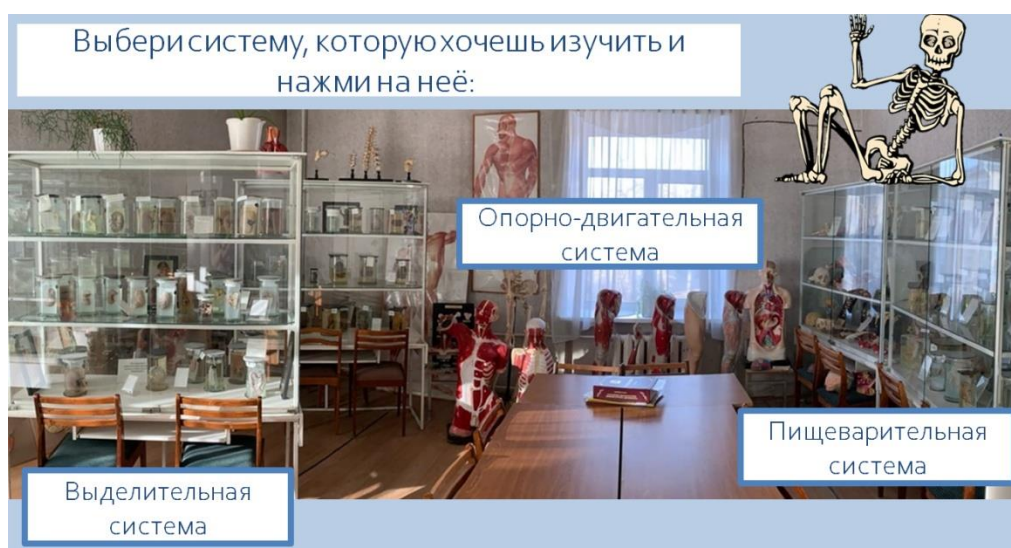 Выбери систему, которую хочешь изучить и
нажми на неё:
Опорно-двигательная
система
Пищеварительная
система
Выделительная
система